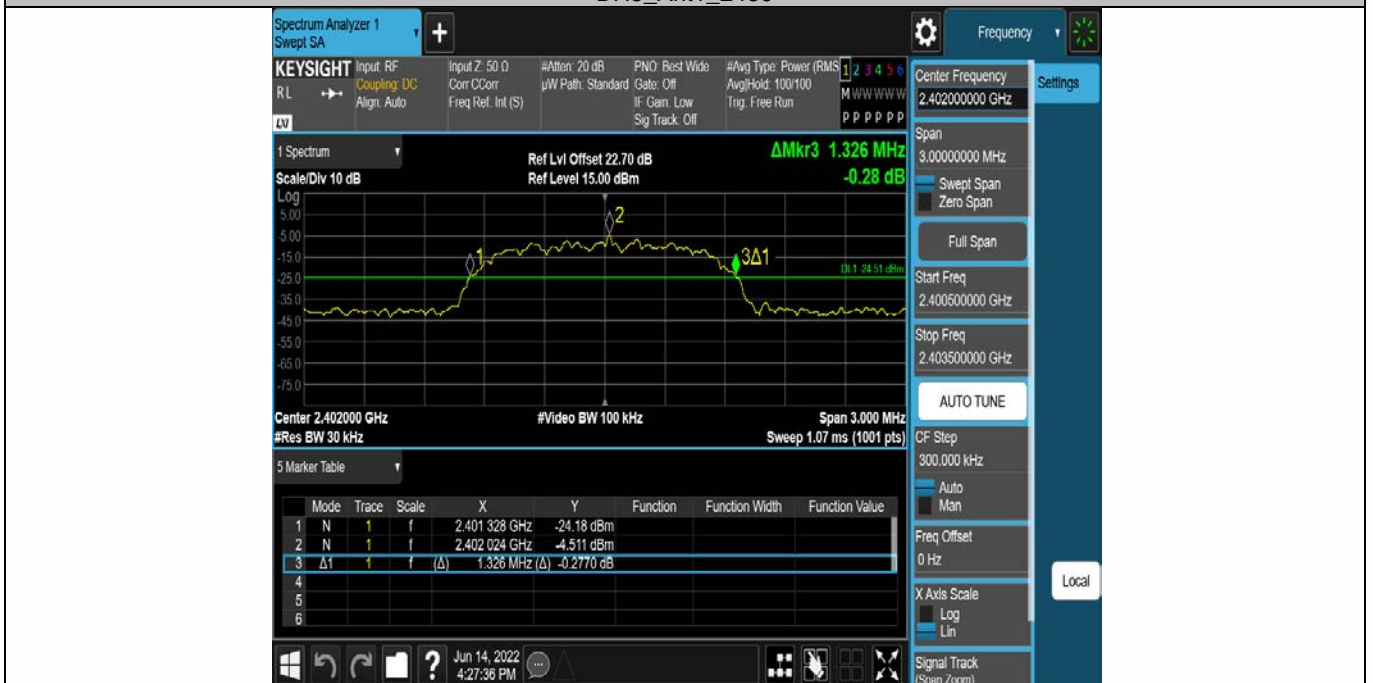 Spectrum Analyzer 1
Swept SA
+
Frequency
KEYSIGHT
RL
LXI
Input: RF
Coupling: DC
Align: Auto
Input Z: 50 Ω
Corr CCorr
Freq Ref: Int (S)
#Atten: 20 dB
µW Path: Standard
PNO: Best Wide
Gate: Off
IF Gain: Low
Sig Track: Off
#Avg Type: Power (RMS
Avg|Hold: 100/100
Trig: Free Run
1 2 3 4 5 6
M W W W W W
P P P P P P
1 Spectrum
Scale/Div 10 dB
Ref Lvl Offset 22.70 dB
Ref Level 15.00 dBm
ΔMkr3 1.326 MHz
-0.28 dB
Log
5.00
-5.00
-15.0
-25.0
-35.0
-45.0
-55.0
-65.0
-75.0
1
2
3Δ1
DL1 -24.51 dBm
Center 2.402000 GHz
#Video BW 100 kHz
Span 3.000 MHz
#Res BW 30 kHz
Sweep 1.07 ms (1001 pts)
5 Marker Table
Mode Trace Scale X Y Function Function Width Function Value
1 N 1 f 2.401 328 GHz -24.18 dBm
2 N 1 f 2.402 024 GHz -4.511 dBm
3 Δ1 1 f (Δ) 1.326 MHz (Δ) -0.2770 dB
4
5
6
?
Jun 14, 2022
4:27:36 PM
Center Frequency
2.402000000 GHz
Span
3.00000000 MHz
Swept Span
Zero Span
Full Span
Start Freq
2.400500000 GHz
Stop Freq
2.403500000 GHz
AUTO TUNE
CF Step
300.000 kHz
Auto
Man
Freq Offset
0 Hz
X Axis Scale
Log
Lin
Signal Track
(Span Zoom)
Settings
Local